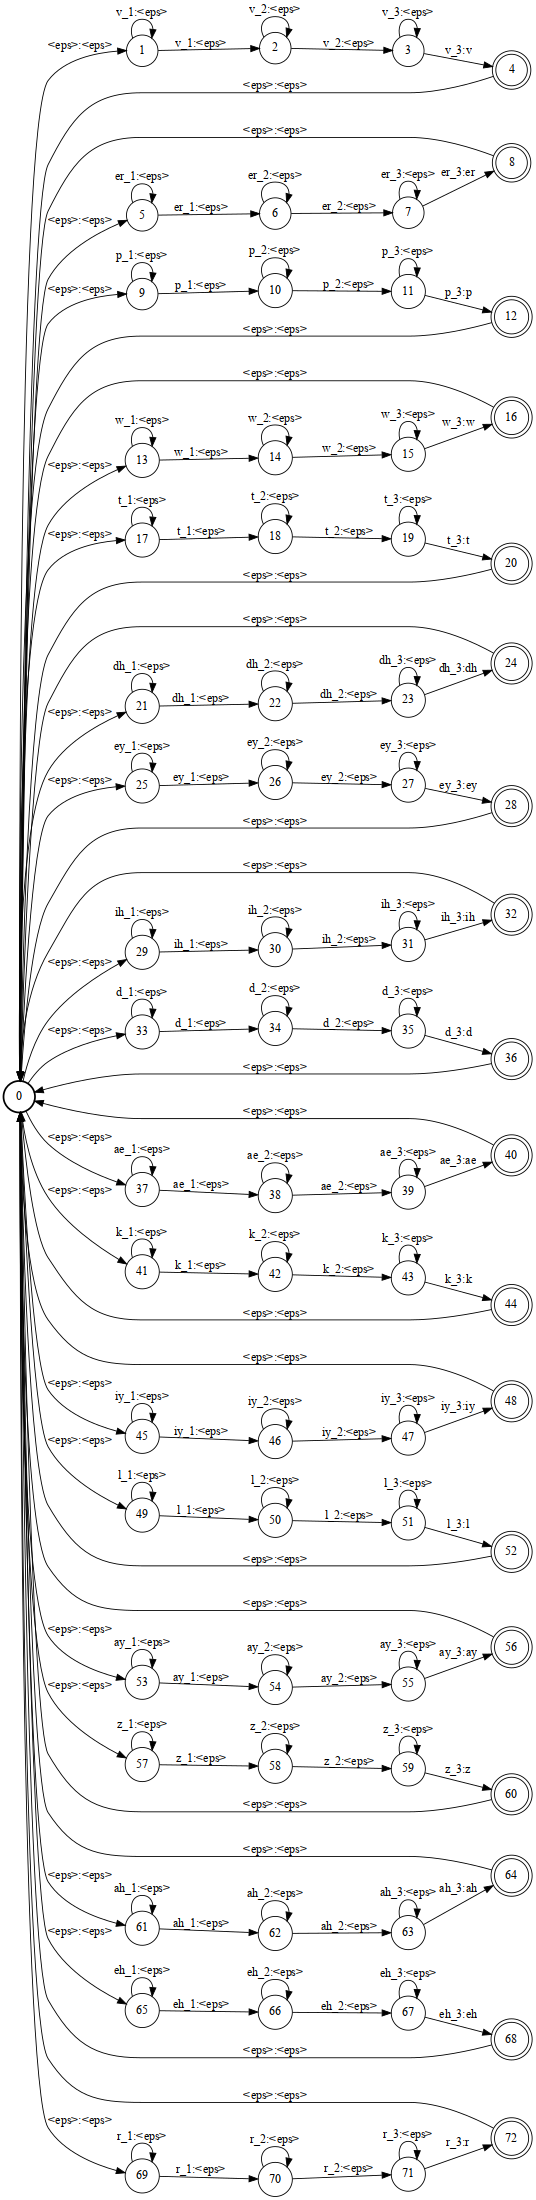 v_1:<eps> v_2:<eps> v_3:<eps>
<eps>:<eps> 1 v_1:<eps> 2 v_2:<eps> 3 v_3:v 4
<eps>:<eps>
<eps>:<eps> 8
er_1:<eps> er_2:<eps> er_3:<eps> er_3:er
<eps>:<eps> 5 er_1:<eps> 6 er_2:<eps> 7
p_1:<eps> p_2:<eps> p_3:<eps>
<eps>:<eps> 9 p_1:<eps> 10 p_2:<eps> 11 p_3:p 12
<eps>:<eps>
<eps>:<eps> 16
w_1:<eps> w_2:<eps> w_3:<eps> w_3:w
<eps>:<eps> 13 w_1:<eps> 14 w_2:<eps> 15
t_1:<eps> t_2:<eps> t_3:<eps>
<eps>:<eps> 17 t_1:<eps> 18 t_2:<eps> 19 t_3:t 20
<eps>:<eps>
<eps>:<eps> 24
dh_1:<eps> dh_2:<eps> dh_3:<eps> dh_3:dh
<eps>:<eps> 21 dh_1:<eps> 22 dh_2:<eps> 23
ey_1:<eps> ey_2:<eps> ey_3:<eps>
<eps>:<eps> 25 ey_1:<eps> 26 ey_2:<eps> 27 ey_3:ey 28
<eps>:<eps>
<eps>:<eps> 32
ih_1:<eps> ih_2:<eps> ih_3:<eps> ih_3:ih
<eps>:<eps> 29 ih_1:<eps> 30 ih_2:<eps> 31
d_1:<eps> d_2:<eps> d_3:<eps>
<eps>:<eps> 33 d_1:<eps> 34 d_2:<eps> 35 d_3:d 36
<eps>:<eps>
0
<eps>:<eps> 40
<eps>:<eps> ae_1:<eps> ae_2:<eps> ae_3:<eps> ae_3:ae
37 ae_1:<eps> 38 ae_2:<eps> 39
<eps>:<eps> k_1:<eps> k_2:<eps> k_3:<eps>
41 k_1:<eps> 42 k_2:<eps> 43 k_3:k 44
<eps>:<eps>
<eps>:<eps> 48
<eps>:<eps> iy_1:<eps> iy_2:<eps> iy_3:<eps> iy_3:iy
45 iy_1:<eps> 46 iy_2:<eps> 47
<eps>:<eps> l_1:<eps> l_2:<eps> l_3:<eps>
49 l_1:<eps> 50 l_2:<eps> 51 l_3:l 52
<eps>:<eps>
<eps>:<eps> 56
<eps>:<eps> ay_1:<eps> ay_2:<eps> ay_3:<eps> ay_3:ay
53 ay_1:<eps> 54 ay_2:<eps> 55
<eps>:<eps> z_1:<eps> z_2:<eps> z_3:<eps>
57 z_1:<eps> 58 z_2:<eps> 59 z_3:z 60
<eps>:<eps>
<eps>:<eps> 64
<eps>:<eps> ah_1:<eps> ah_2:<eps> ah_3:<eps> ah_3:ah
61 ah_1:<eps> 62 ah_2:<eps> 63
<eps>:<eps> eh_1:<eps> eh_2:<eps> eh_3:<eps>
65 eh_1:<eps> 66 eh_2:<eps> 67 eh_3:eh 68
<eps>:<eps>
<eps>:<eps> 72
<eps>:<eps> r_1:<eps> r_2:<eps> r_3:<eps> r_3:r
69 r_1:<eps> 70 r_2:<eps> 71